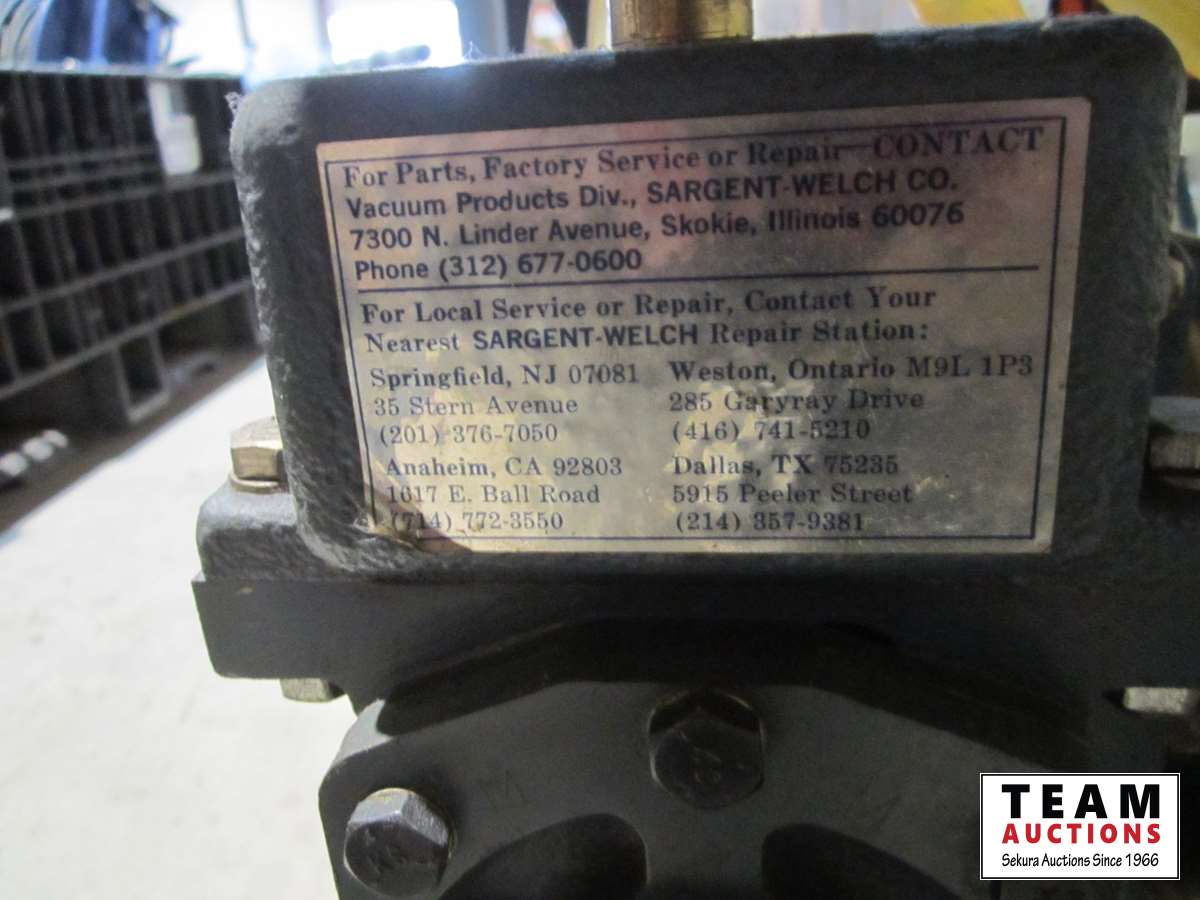 For Parts, Factory Service or Repair—CONTACT
Vacuum Products Div., SARGENT-WELCH CO.
7300 N. Linder Avenue, Skokie, Illinois 60076
Phone (312) 677-0600
For Local Service or Repair, Contact Your
Nearest SARGENT-WELCH Repair Station:
Springfield, NJ 07081
35 Stern Avenue
(201) 376-7050
Weston, Ontario M9L 1P3
285 Garyray Drive
(416) 741-5210
Anaheim, CA 92803
1617 E. Ball Road
(714) 772-3550
Dallas, TX 75235
5915 Peeler Street
(214) 357-9381
TEAM
AUCTIONS
Sekura Auctions Since 1966